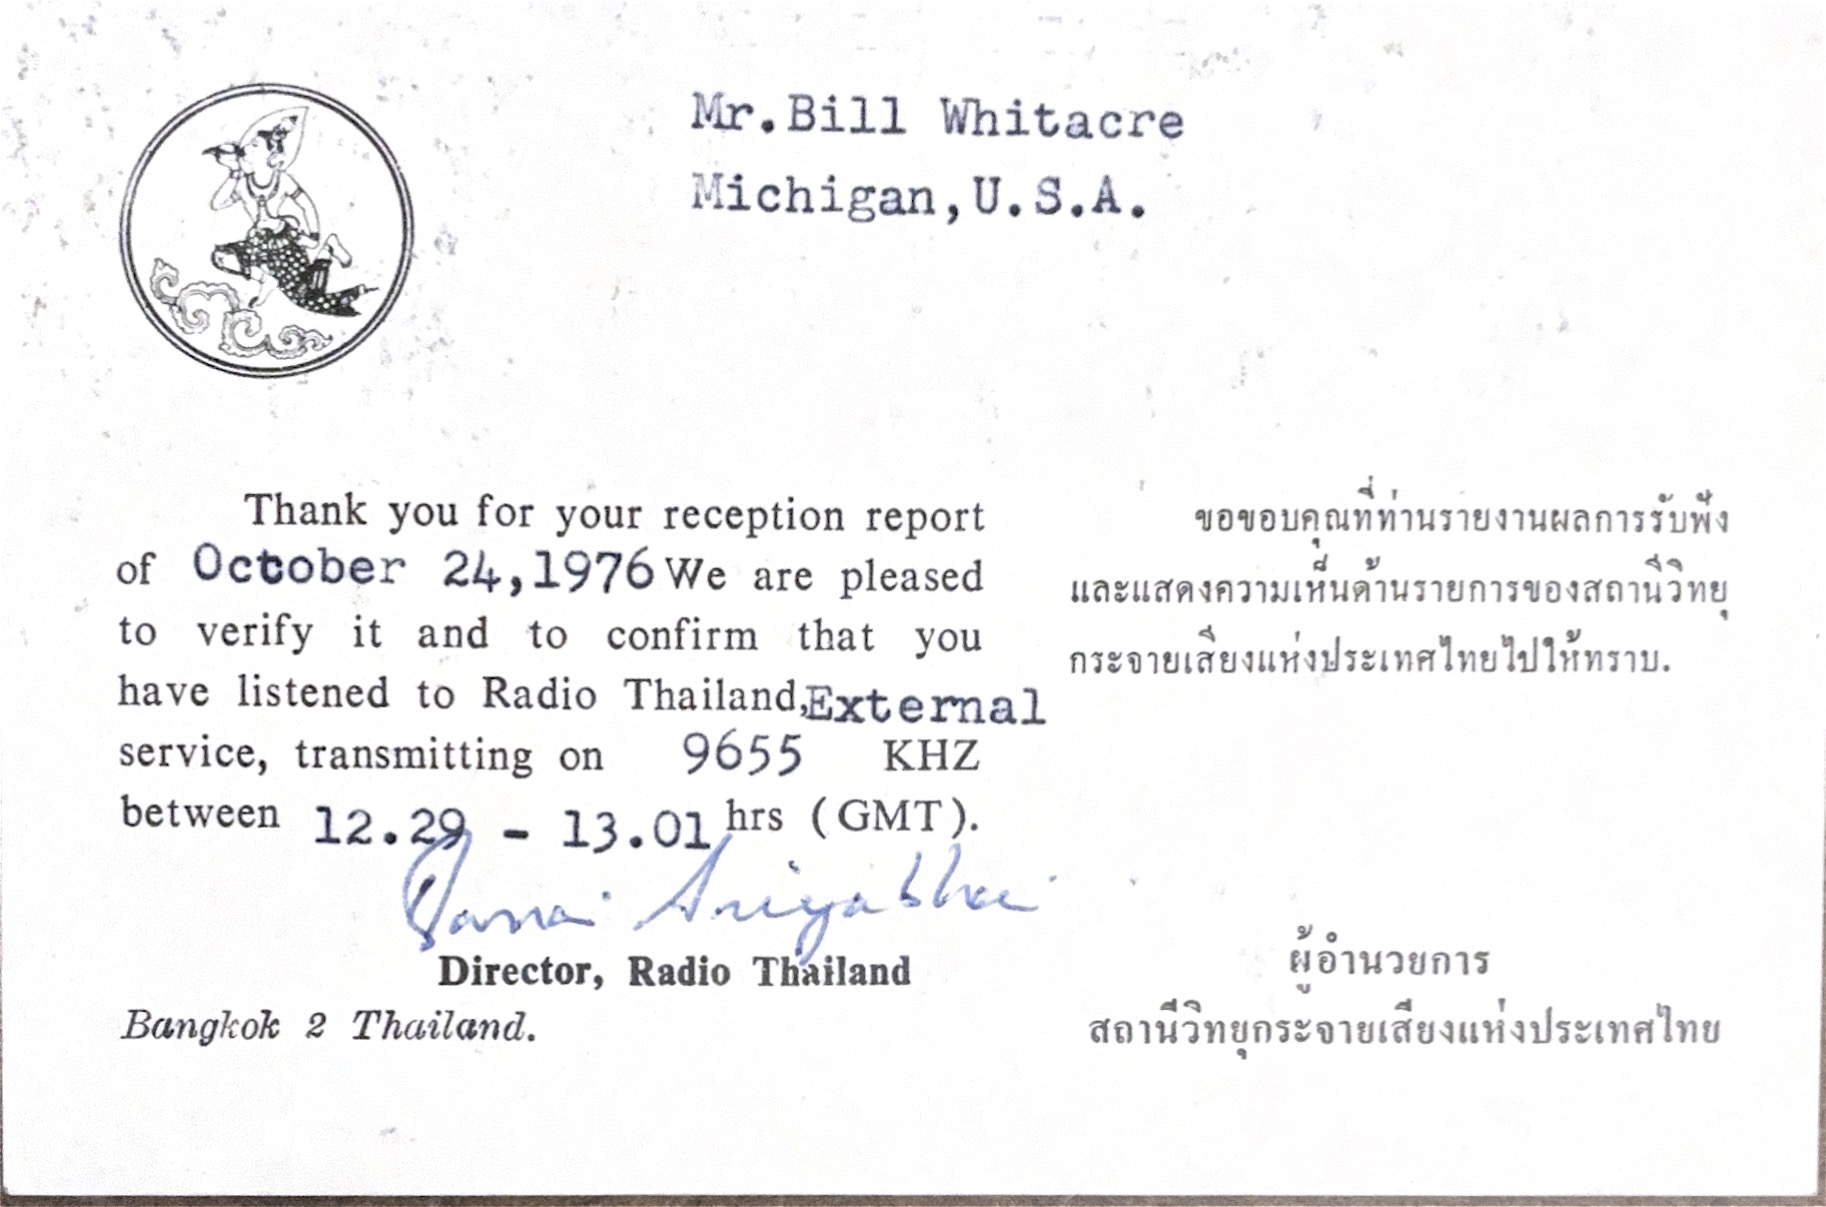 Mr.Bill Whitacre
Michigan,U.S.A.
Thank you for your reception report
of October 24,1976 We are pleased
to verify it and to confirm that you
have listened to Radio Thailand, External
service, transmitting on 9655 KHZ
between 12.29 - 13.01 hrs (GMT).
Director, Radio Thailand
Bangkok 2 Thailand.
ขอขอบคุณที่ท่านรายงานผลการรับฟัง
และแสดงความเห็นด้านรายการของสถานีวิทยุ
กระจายเสียงแห่งประเทศไทยไปให้ทราบ.
ผู้อำนวยการ
สถานีวิทยุกระจายเสียงแห่งประเทศไทย